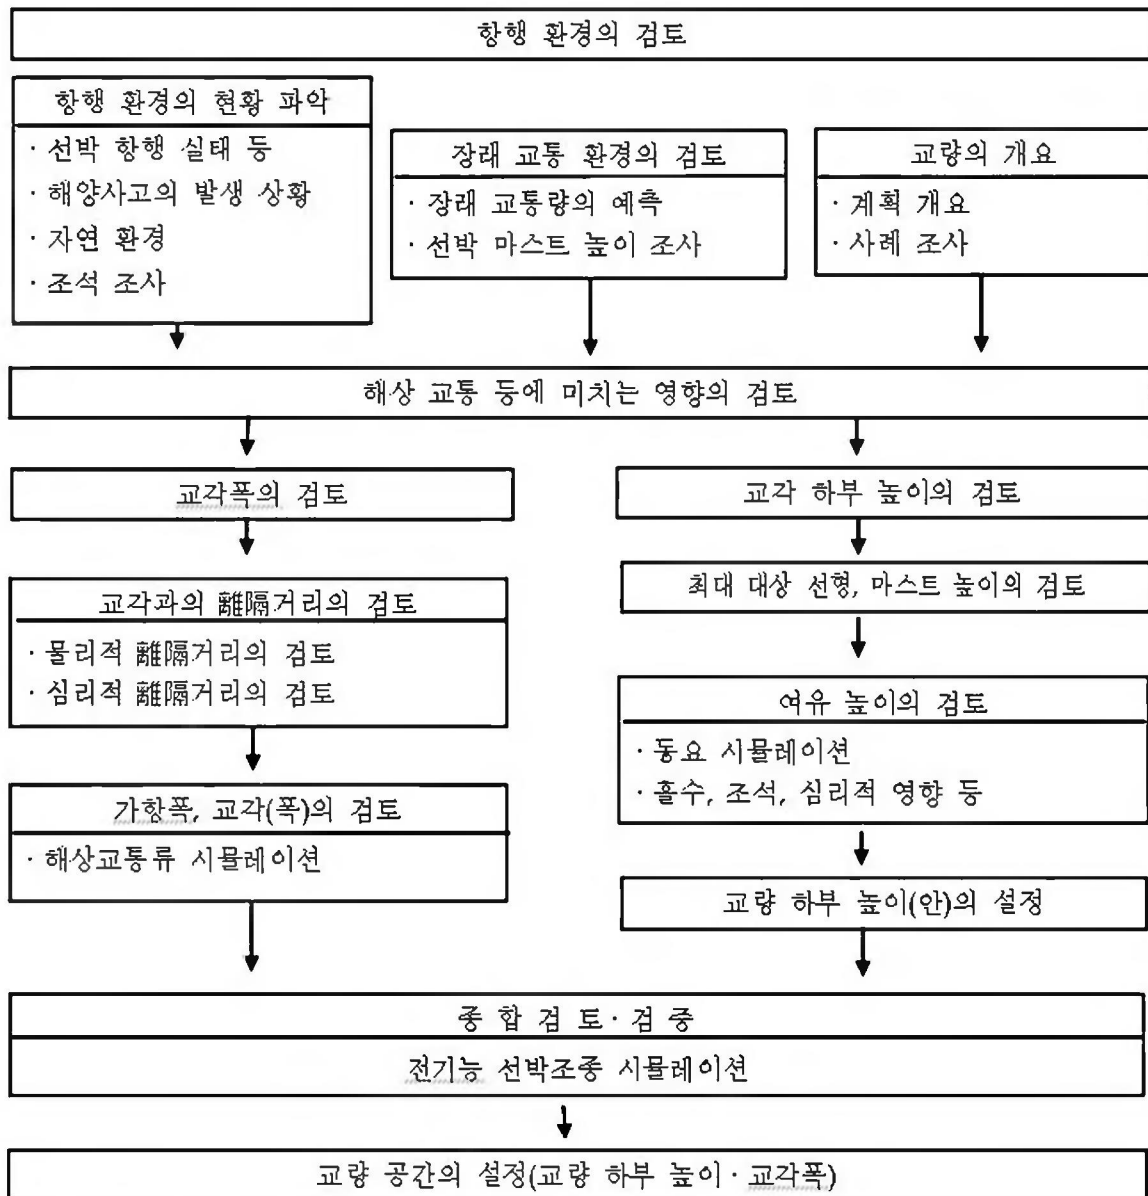 항행 환경의 검토
항행 환경의 현황 파악
· 선박 항행 실태 등
· 해양사고의 발생 상황
· 자연 환경
· 조석 조사
장래 교통 환경의 검토
· 장래 교통량의 예측
· 선박 마스트 높이 조사
교량의 개요
· 계획 개요
· 사례 조사
해상 교통 등에 미치는 영향의 검토
교각폭의 검토
교각과의 離隔거리의 검토
· 물리적 離隔거리의 검토
· 심리적 離隔거리의 검토
가항폭, 교각(폭)의 검토
· 해상교통류 시뮬레이션
교각 하부 높이의 검토
최대 대상 선형, 마스트 높이의 검토
여유 높이의 검토
· 동요 시뮬레이션
· 흘수, 조석, 심리적 영향 등
교량 하부 높이(안)의 설정
종 합 검 토 · 검 증
전기능 선박조종 시뮬레이션
교량 공간의 설정(교량 하부 높이 · 교각폭)